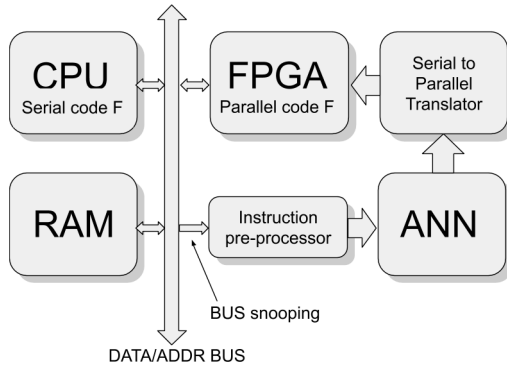 CPU
Serial code F
FPGA
Parallel code F
Serial to
Parallel
Translator
RAM
Instruction
pre-processor
ANN
BUS snooping
DATA/ADDR BUS